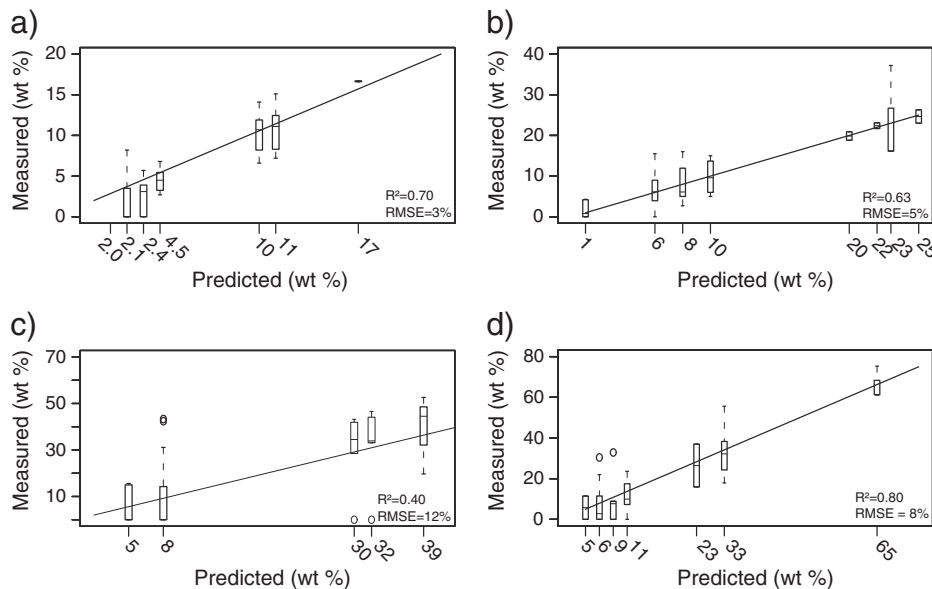 a)
Measured (wt %)
20
15
10
5
0
R²=0.70
RMSE=3%
2.0 2.1 2.4 4.5 10 11 17
Predicted (wt %)
b)
Measured (wt %)
40
30
20
10
0
R²=0.63
RMSE=5%
1 6 8 10 20 22 23 25
Predicted (wt %)
c)
Measured (wt %)
70
50
30
10
R²=0.40
RMSE=12%
5 8 30 32 39
Predicted (wt %)
d)
Measured (wt %)
80
60
40
20
0
R²=0.80
RMSE = 8%
5 6 9 11 23 33 65
Predicted (wt %)